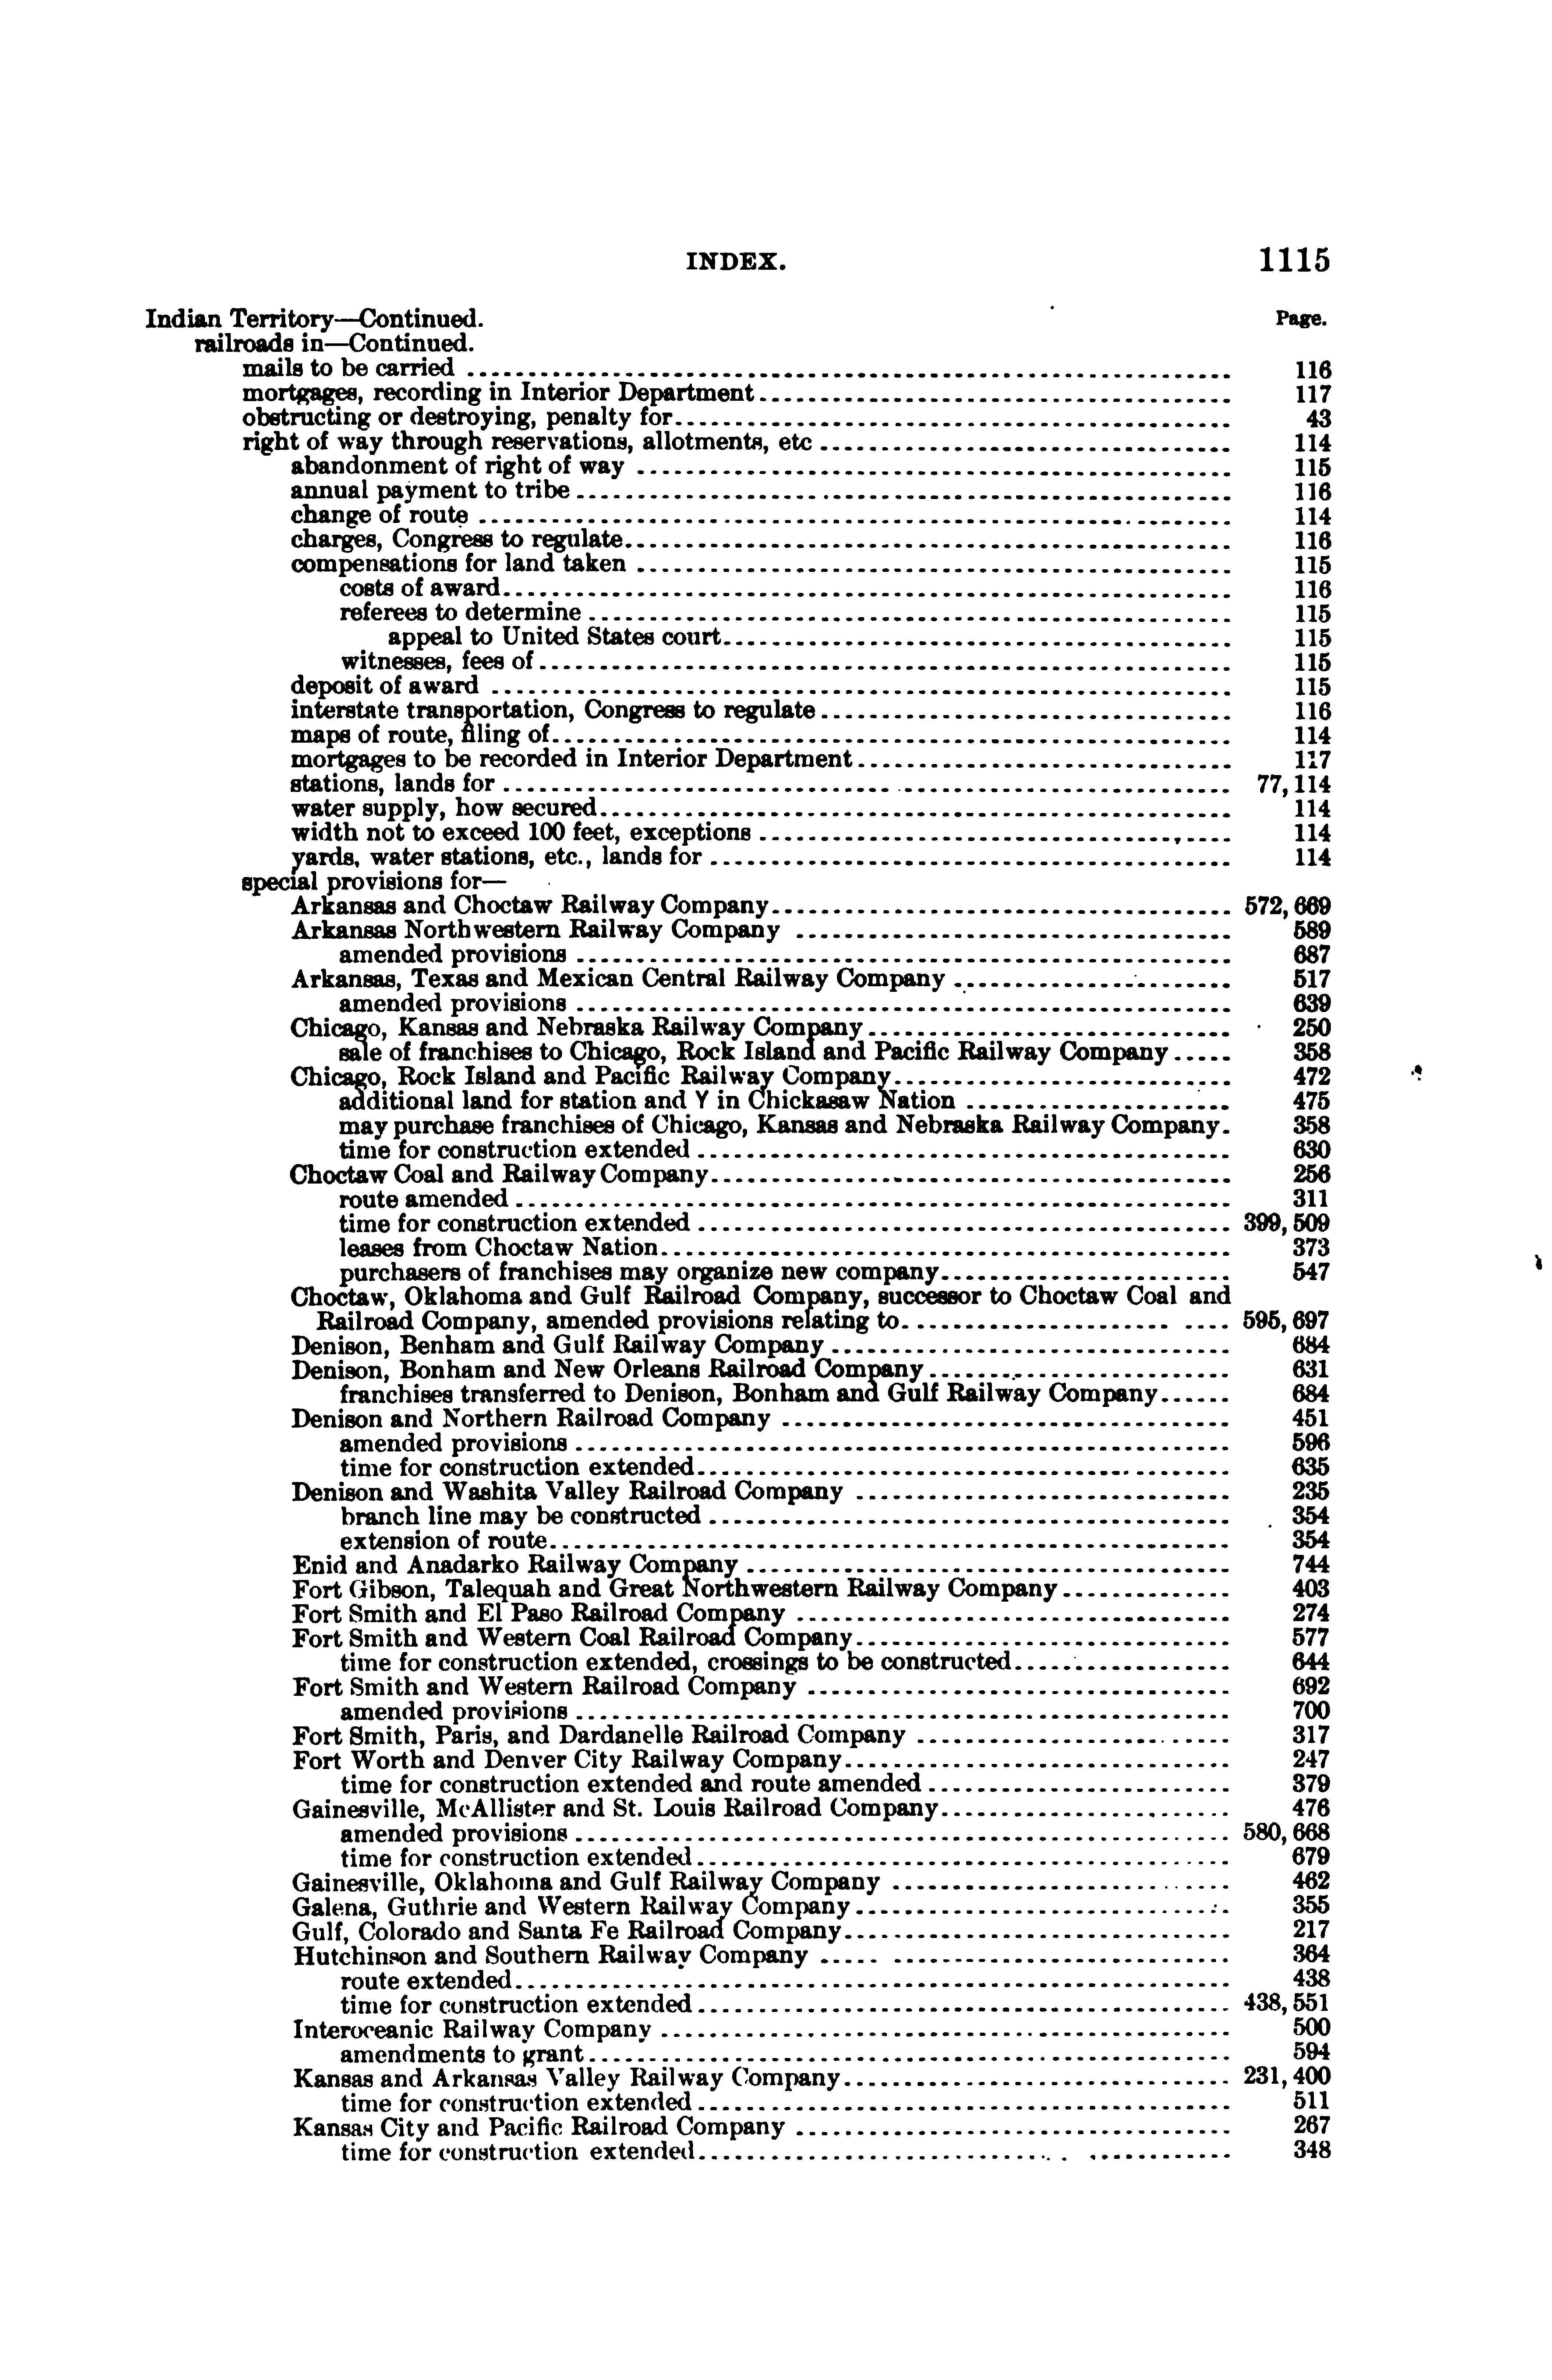 INDEX. 1115
Indian Territory—Continued. Page.
railroads in—Continued.
mails to be carried 116
mortgages, recording in Interior Department 117
obstructing or destroying, penalty for 43
right of way through reservations, allotments, etc 114
abandonment of right of way 115
annual payment to tribe 116
change of route 114
charges, Congress to regulate 116
compensations for land taken 115
costs of award 116
referees to determine 115
appeal to United States court 115
witnesses, fees of 115
deposit of award 115
interstate transportation, Congress to regulate 116
maps of route, filing of 114
mortgages to be recorded in Interior Department 117
stations, lands for 77, 114
water supply, how secured 114
width not to exceed 100 feet, exceptions 114
yards, water stations, etc., lands for 114
special provisions for—
Arkansas and Choctaw Railway Company 572, 669
Arkansas Northwestern Railway Company 589
amended provisions 687
Arkansas, Texas and Mexican Central Railway Company 517
amended provisions 639
Chicago, Kansas and Nebraska Railway Company 250
sale of franchises to Chicago, Rock Island and Pacific Railway Company 358
Chicago, Rock Island and Pacific Railway Company 472
additional land for station and Y in Chickasaw Nation 475
may purchase franchises of Chicago, Kansas and Nebraska Railway Company 358
time for construction extended 630
Choctaw Coal and Railway Company 256
route amended 311
time for construction extended 399, 509
leases from Choctaw Nation 373
purchasers of franchises may organize new company 547
Choctaw, Oklahoma and Gulf Railroad Company, successor to Choctaw Coal and
Railroad Company, amended provisions relating to 595, 697
Denison, Benham and Gulf Railway Company 684
Denison, Bonham and New Orleans Railroad Company 631
franchises transferred to Denison, Bonham and Gulf Railway Company 684
Denison and Northern Railroad Company 451
amended provisions 596
time for construction extended 635
Denison and Washita Valley Railroad Company 235
branch line may be constructed 354
extension of route 354
Enid and Anadarko Railway Company 744
Fort Gibson, Talequah and Great Northwestern Railway Company 403
Fort Smith and El Paso Railroad Company 274
Fort Smith and Western Coal Railroad Company 577
time for construction extended, crossings to be constructed 644
Fort Smith and Western Railroad Company 692
amended provisions 700
Fort Smith, Paris, and Dardanelle Railroad Company 317
Fort Worth and Denver City Railway Company 247
time for construction extended and route amended 379
Gainesville, McAllister and St. Louis Railroad Company 476
amended provisions 580, 668
time for construction extended 679
Gainesville, Oklahoma and Gulf Railway Company 462
Galena, Guthrie and Western Railway Company 355
Gulf, Colorado and Santa Fe Railroad Company 217
Hutchinson and Southern Railway Company 364
route extended 438
time for construction extended 438, 551
Interoceanic Railway Company 500
amendments to grant 594
Kansas and Arkansas Valley Railway Company 231, 400
time for construction extended 511
Kansas City and Pacific Railroad Company 267
time for construction extended 348